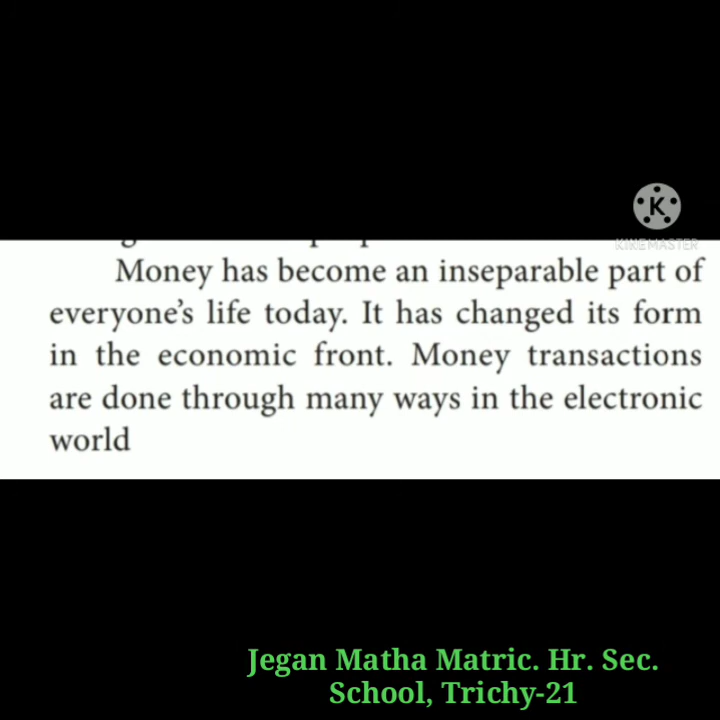 K
KINEMASTER
Money has become an inseparable part of
everyone's life today. It has changed its form
in the economic front. Money transactions
are done through many ways in the electronic
world
Jegan Matha Matric. Hr. Sec.
School, Trichy-21